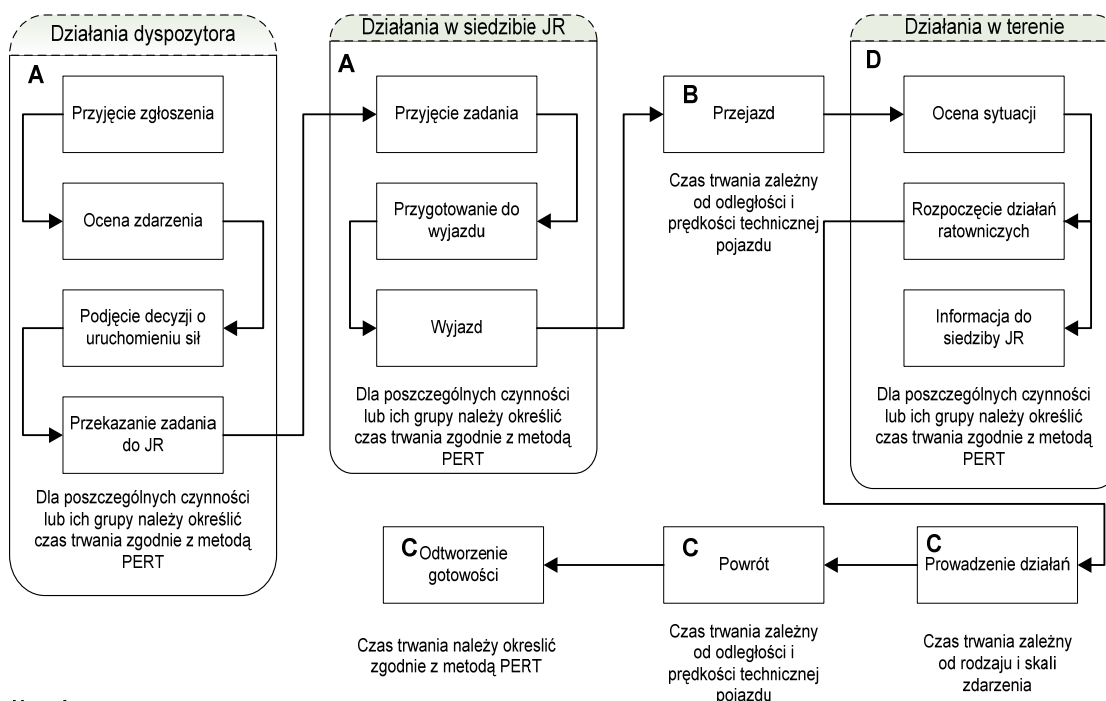 Działania dyspozytora
A
Przyjęcie zgłoszenia
Ocena zdarzenia
Podjęcie decyzji o
uruchomieniu sił
Przekazanie zadania
do JR
Dla poszczególnych czynności
lub ich grupy należy określić
czas trwania zgodnie z metodą
PERT
Działania w siedzibie JR
A
Przyjęcie zadania
Przygotowanie do
wyjazdu
Wyjazd
Dla poszczególnych czynności
lub ich grupy należy określić
czas trwania zgodnie z metodą
PERT
B
Przejazd
Czas trwania zależny
od odległości i
prędkości technicznej
pojazdu
Działania w terenie
D
Ocena sytuacji
Rozpoczęcie działań
ratowniczych
Informacja do
siedziby JR
Dla poszczególnych czynności
lub ich grupy należy określić
czas trwania zgodnie z metodą
PERT
C
Prowadzenie działań
Czas trwania zależny
od rodzaju i skali
zdarzenia
C
Powrót
Czas trwania zależny
od odległości i
prędkości technicznej
pojazdu
C
Odtworzenie
gotowości
Czas trwania należy okreslić
zgodnie z metodą PERT